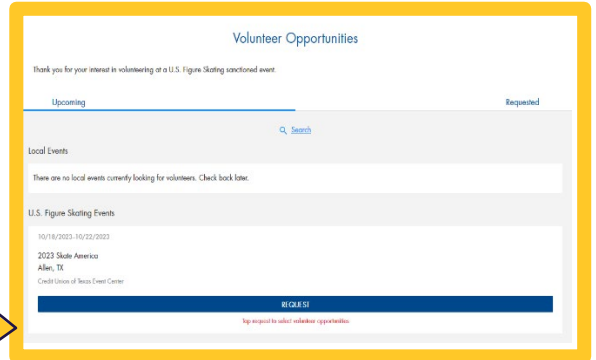 Volunteer Opportunities
Thank you for your interest in volunteering at a U.S. Figure Skating sanctioned event.
Upcoming Requested
Search
Local Events
There are no local events currently looking for volunteers. Check back later.
U.S. Figure Skating Events
10/18/2023-10/22/2023
2023 Skate America
Allen, TX
Credit Union of Texas Event Center
REQUEST
Tap request to select volunteer opportunities.